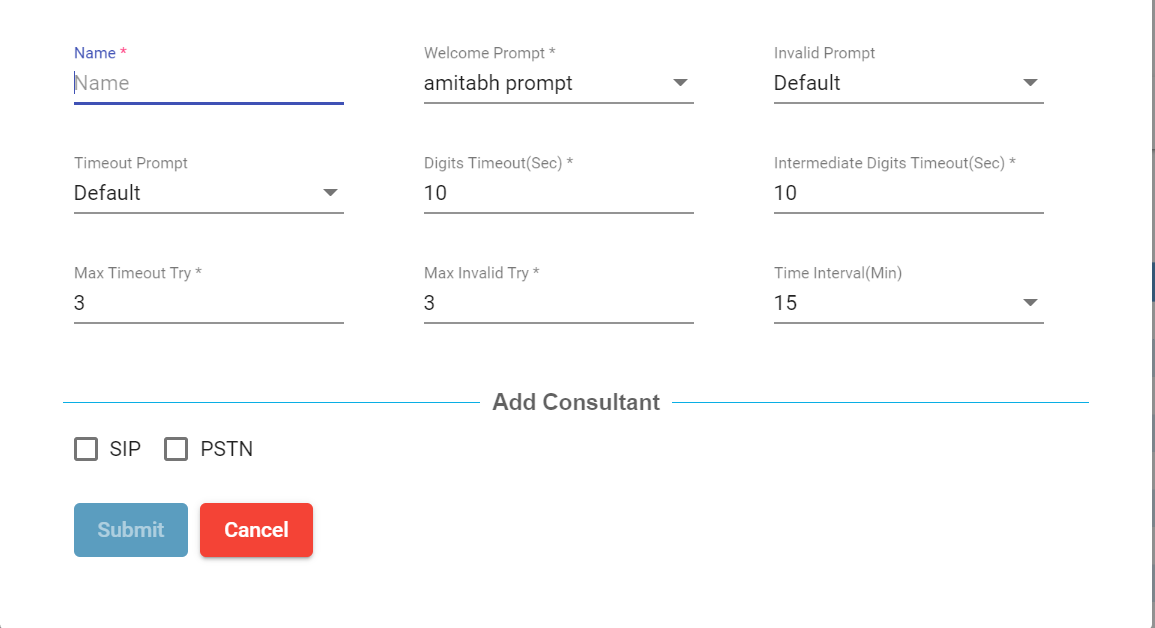 Name *
Name
Welcome Prompt *
amitabh prompt
Invalid Prompt
Default
Timeout Prompt
Default
Digits Timeout(Sec) *
10
Intermediate Digits Timeout(Sec) *
10
Max Timeout Try *
3
Max Invalid Try *
3
Time Interval(Min)
15
Add Consultant
SIP PSTN
Submit Cancel